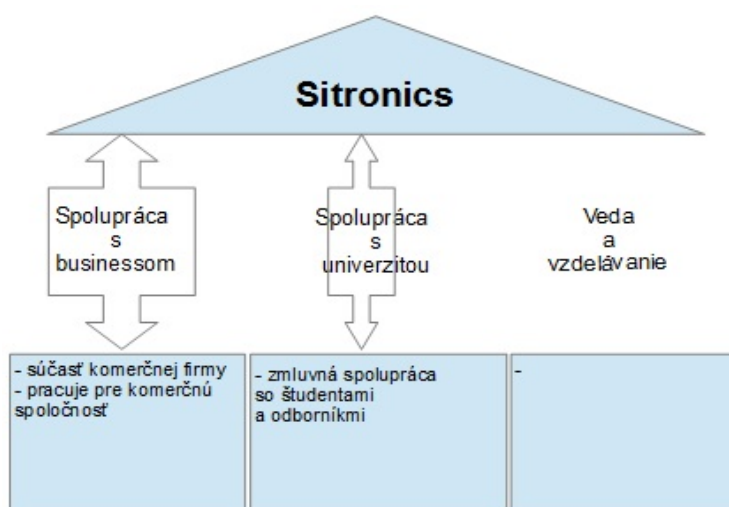 Sitronics
Spolupráca
s
businessom
Spolupráca
s
univerzitou
Veda
a
vzdelávanie
- súčasť komerčnej firmy
- pracuje pre komerčnú
spoločnosť
- zmluvná spolupráca
so študentami
a odborníkmi
-